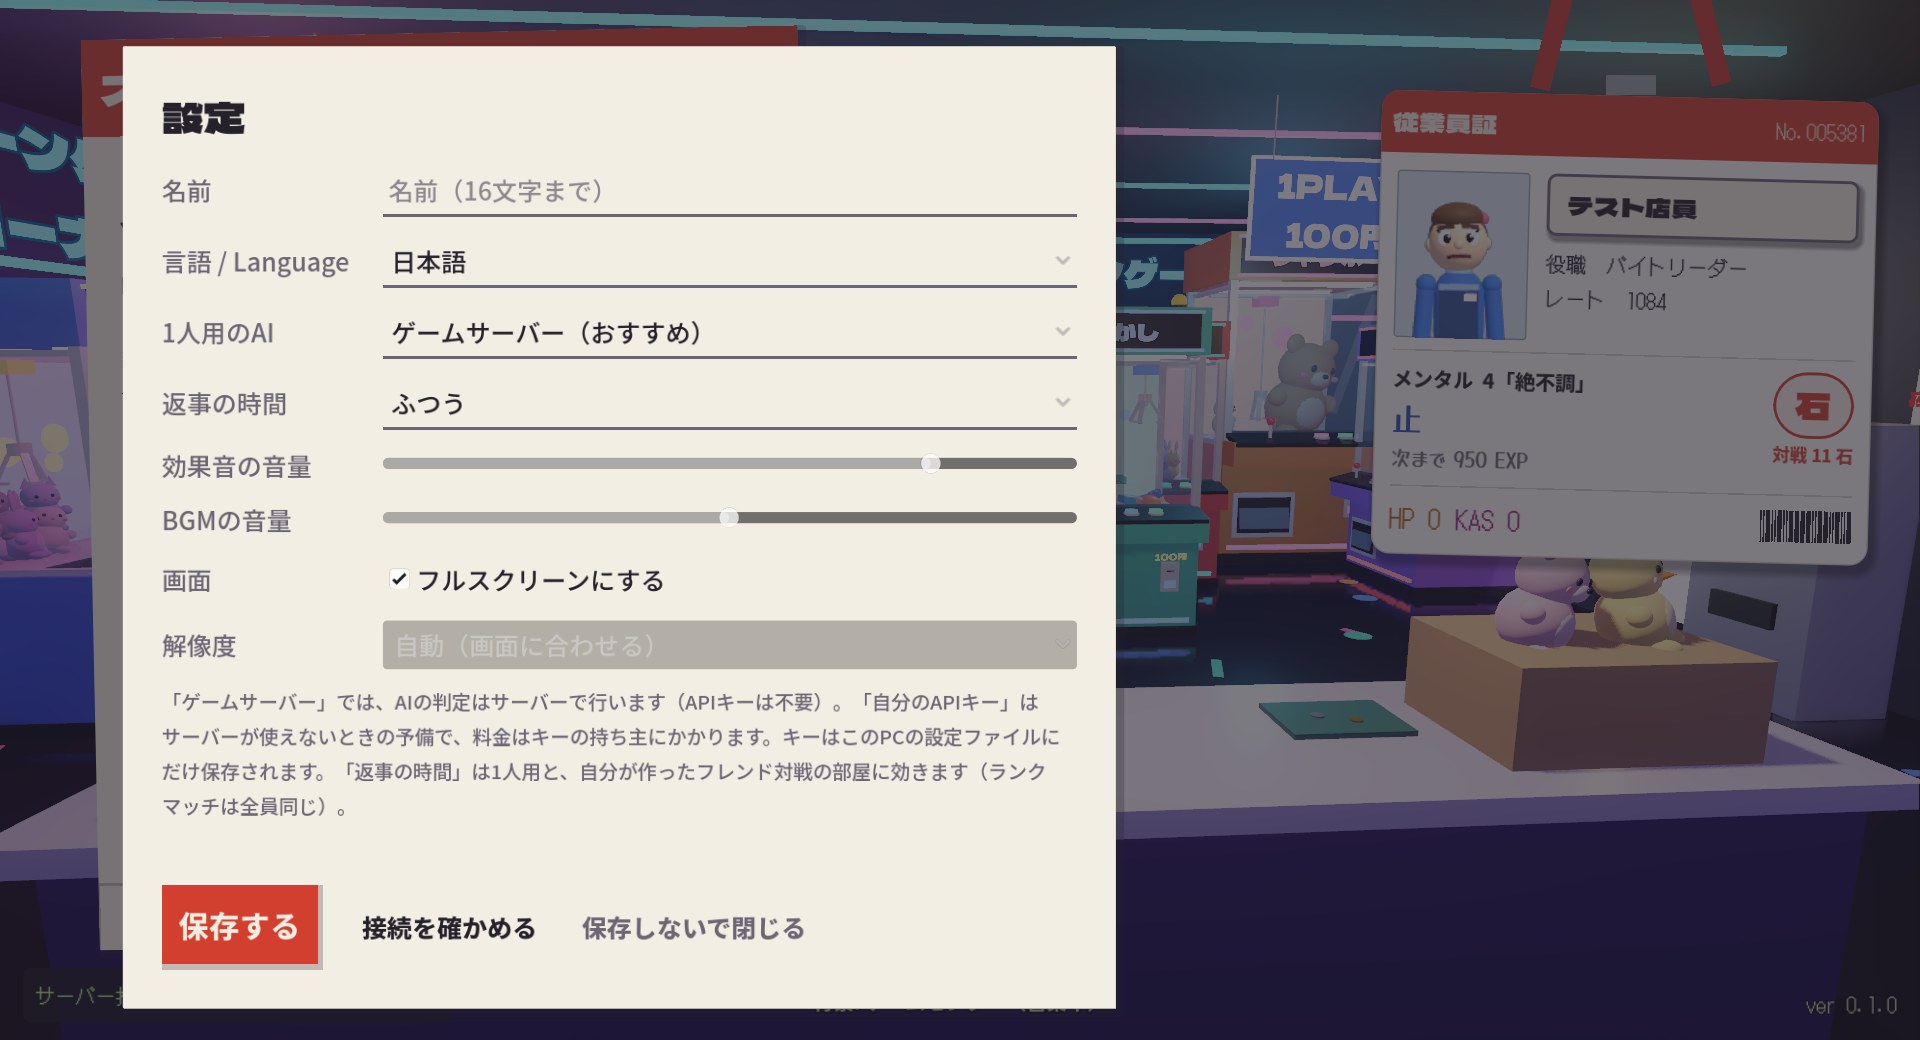 設定
名前
名前（16文字まで）
言語 / Language
日本語
1人用のAI
ゲームサーバー（おすすめ）
返事の時間
ふつう
効果音の音量
BGMの音量
画面
フルスクリーンにする
解像度
自動（画面に合わせる）
「ゲームサーバー」では、AIの判定はサーバーで行います（APIキーは不要）。「自分のAPIキー」は
サーバーが使えないときの予備で、料金はキーの持ち主にかかります。キーはこのPCの設定ファイルに
だけ保存されます。「返事の時間」は1人用と、自分が作ったフレンド対戦の部屋に効きます（ランク
マッチは全員同じ）。
保存する
接続を確かめる
保存しないで閉じる
従業員証
No. 005381
テスト店員
役職 バイトリーダー
レート 1084
メンタル 4「絶不調」
止
次まで 950 EXP
石
対戦 11 石
HP 0 KAS 0
1PLA
100円
100円
サーバー
ver 0.1.0